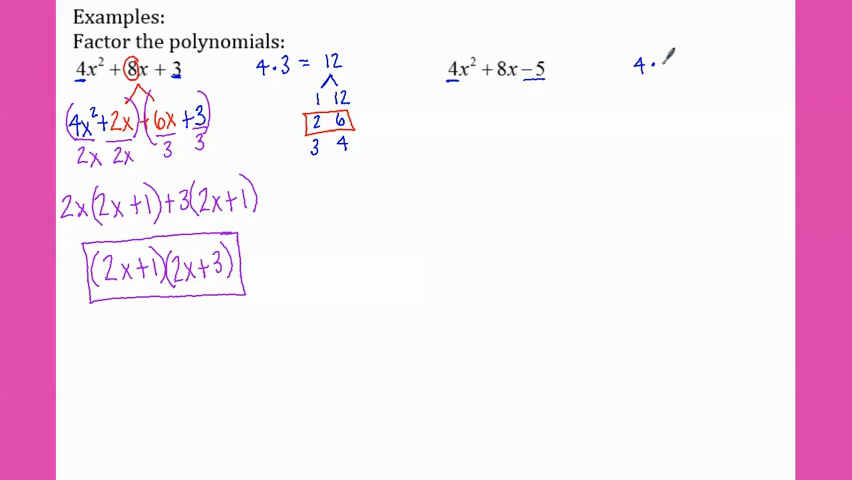 Examples:
Factor the polynomials:
4x² + 8x + 3
4·3 = 12
1 12
2 6
3 4
(4x²+2x)+(6x+3)
2x 2x 3 3
2x(2x+1)+3(2x+1)
(2x+1)(2x+3)
4x² + 8x − 5
4·